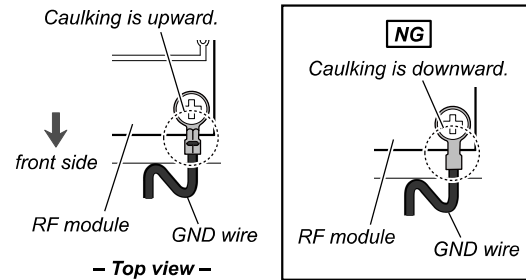 Caulking is upward.
front side
RF module
GND wire
– Top view –
NG
Caulking is downward.
RF module
GND wire